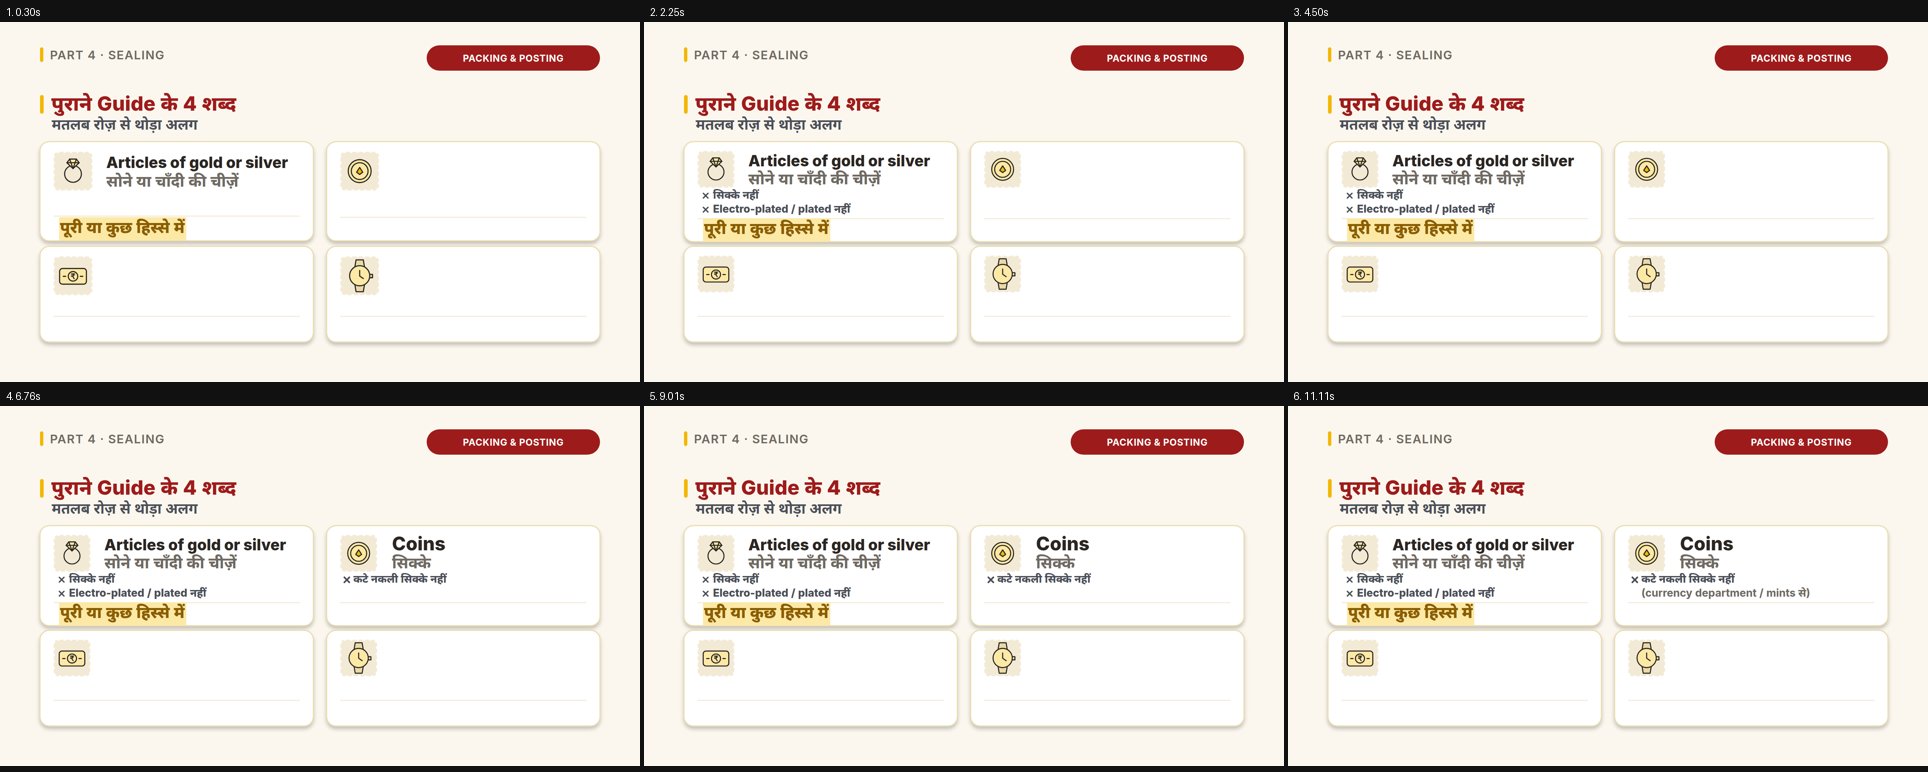 1. 0.30s
PART 4 · SEALING
PACKING & POSTING
पुराने Guide के 4 शब्द
मतलब रोज़ से थोड़ा अलग
Articles of gold or silver
सोने या चाँदी की चीज़ें
पूरी या कुछ हिस्से में
2. 2.25s
PART 4 · SEALING
PACKING & POSTING
पुराने Guide के 4 शब्द
मतलब रोज़ से थोड़ा अलग
Articles of gold or silver
सोने या चाँदी की चीज़ें
× सिक्के नहीं
× Electro-plated / plated नहीं
पूरी या कुछ हिस्से में
3. 4.50s
PART 4 · SEALING
PACKING & POSTING
पुराने Guide के 4 शब्द
मतलब रोज़ से थोड़ा अलग
Articles of gold or silver
सोने या चाँदी की चीज़ें
× सिक्के नहीं
× Electro-plated / plated नहीं
पूरी या कुछ हिस्से में
4. 6.76s
PART 4 · SEALING
PACKING & POSTING
पुराने Guide के 4 शब्द
मतलब रोज़ से थोड़ा अलग
Articles of gold or silver
सोने या चाँदी की चीज़ें
× सिक्के नहीं
× Electro-plated / plated नहीं
पूरी या कुछ हिस्से में
Coins
सिक्के
× कटे नकली सिक्के नहीं
5. 9.01s
PART 4 · SEALING
PACKING & POSTING
पुराने Guide के 4 शब्द
मतलब रोज़ से थोड़ा अलग
Articles of gold or silver
सोने या चाँदी की चीज़ें
× सिक्के नहीं
× Electro-plated / plated नहीं
पूरी या कुछ हिस्से में
Coins
सिक्के
× कटे नकली सिक्के नहीं
6. 11.11s
PART 4 · SEALING
PACKING & POSTING
पुराने Guide के 4 शब्द
मतलब रोज़ से थोड़ा अलग
Articles of gold or silver
सोने या चाँदी की चीज़ें
× सिक्के नहीं
× Electro-plated / plated नहीं
पूरी या कुछ हिस्से में
Coins
सिक्के
× कटे नकली सिक्के नहीं
(currency department / mints से)